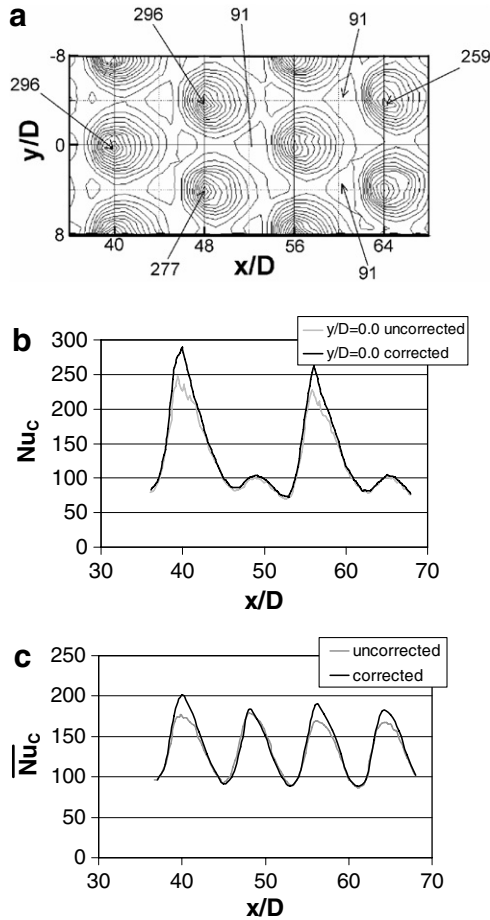 a
296 91 91
259
296
-8
0
8
y/D
40 48 56 64
x/D
277
91
b
y/D=0.0 uncorrected
y/D=0.0 corrected
300
250
200
150
100
50
0
Nuc
30 40 50 60 70
x/D
c
uncorrected
corrected
250
200
150
100
50
0
Nuc
30 40 50 60 70
x/D